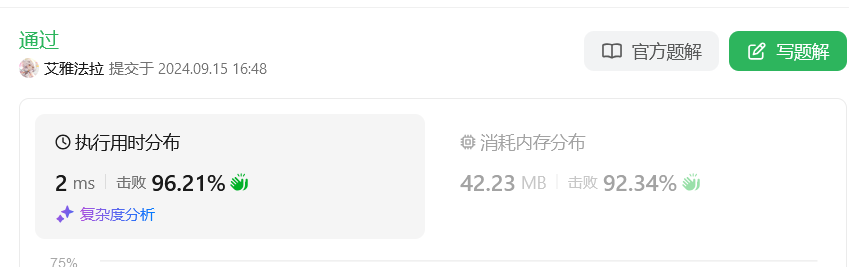 通过
官方题解 写题解
艾雅法拉 提交于 2024.09.15 16:48
执行用时分布
2 ms 击败 96.21%
复杂度分析
消耗内存分布
42.23 MB 击败 92.34%
75%